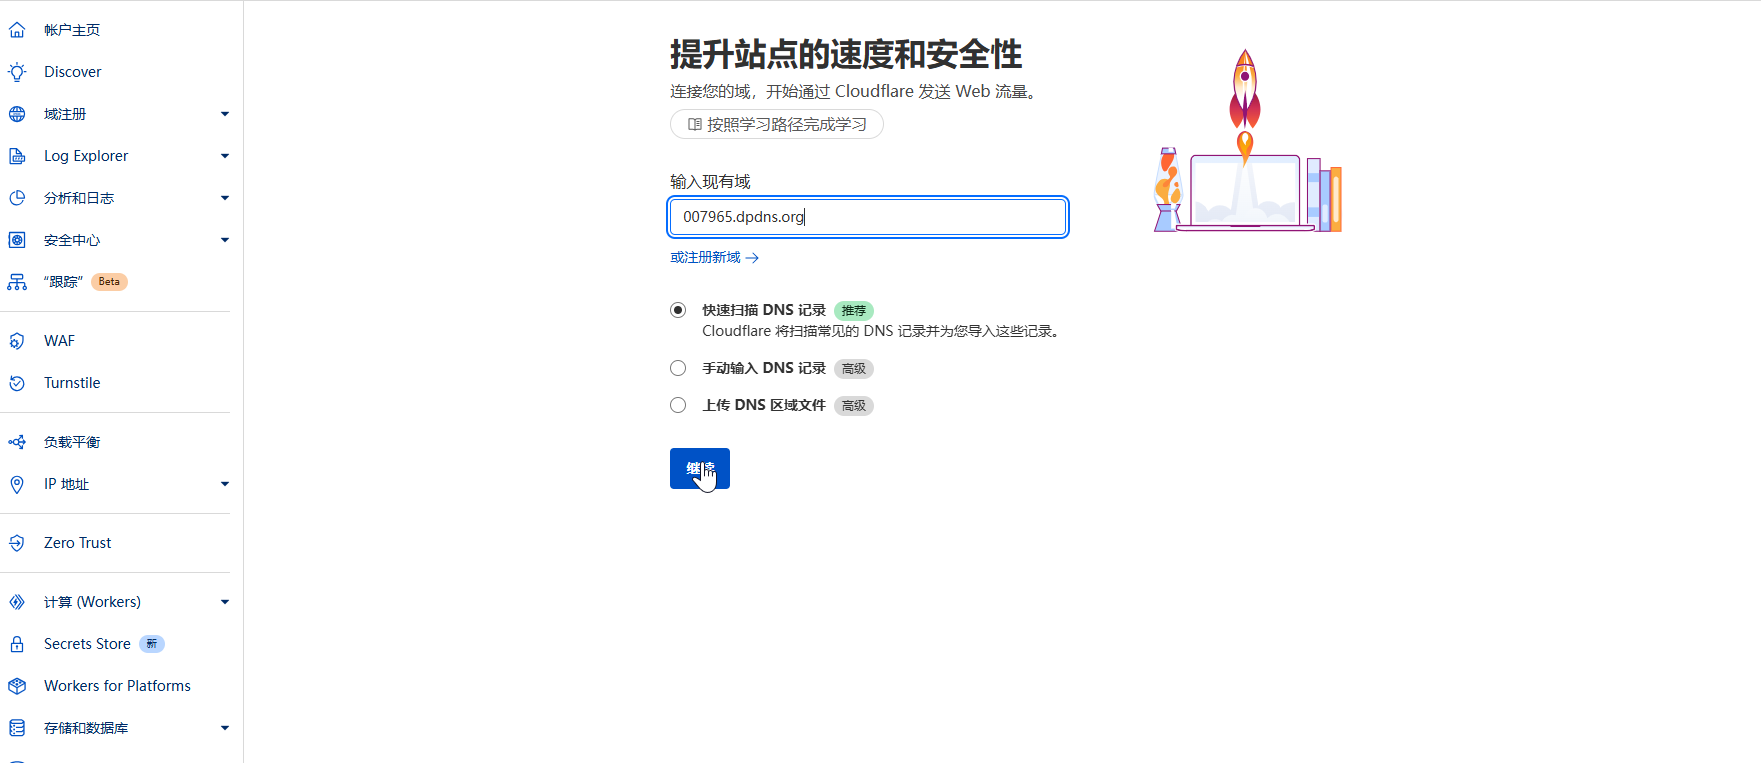 帐户主页
Discover
域注册
Log Explorer
分析和日志
安全中心
“跟踪” Beta
WAF
Turnstile
负载平衡
IP 地址
Zero Trust
计算 (Workers)
Secrets Store 新
Workers for Platforms
存储和数据库
提升站点的速度和安全性
连接您的域，开始通过 Cloudflare 发送 Web 流量。
按照学习路径完成学习
输入现有域
007965.dpdns.org
或注册新域
快速扫描 DNS 记录 推荐
Cloudflare 将扫描常见的 DNS 记录并为您导入这些记录。
手动输入 DNS 记录 高级
上传 DNS 区域文件 高级
继续